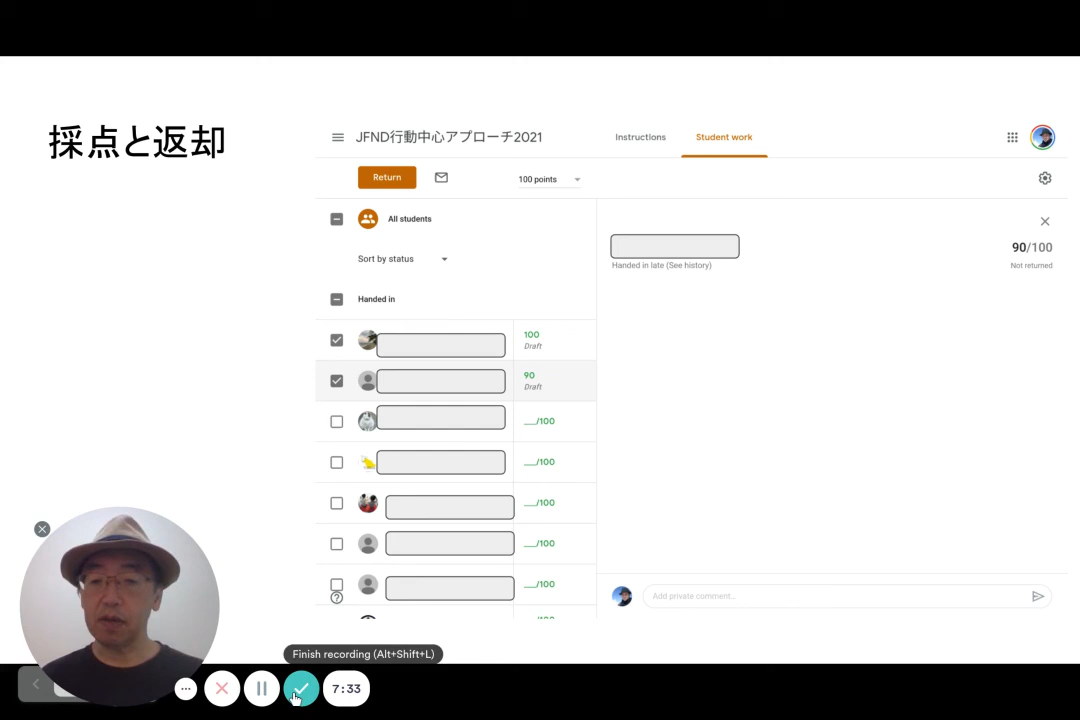 採点と返却
JFND行動中心アプローチ2021
Instructions
Student work
Return
100 points
All students
Sort by status
Handed in
100
Draft
90
Draft
__/100
__/100
__/100
__/100
__/100
90/100
Handed in late (See history)
Not returned
Add private comment...
Finish recording (Alt+Shift+L)
7:33